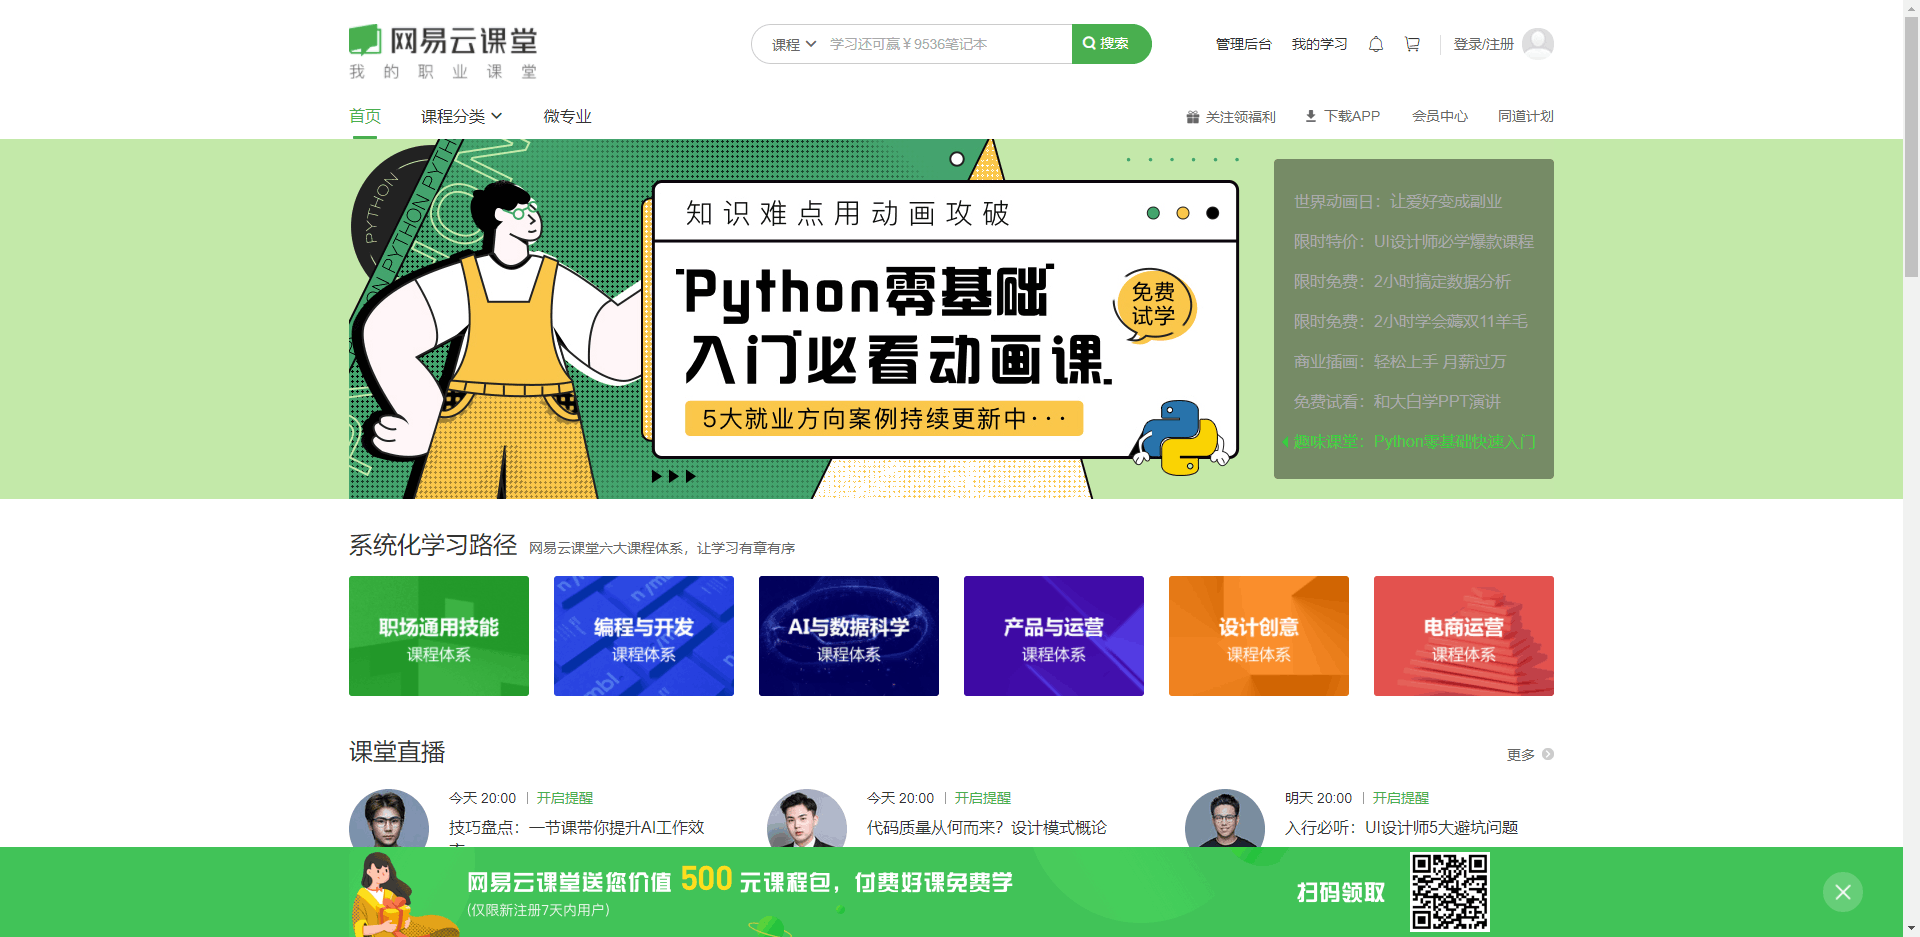 网易云课堂
我的职业课堂
课程 学习还可赢￥9536笔记本 搜索
管理后台 我的学习 登录/注册
首页 课程分类 微专业
关注领福利 下载APP 会员中心 同道计划
PYTHON
PYTHON PYTHON PYTHON
知识难点用动画攻破
Python零基础
入门必看动画课
免费
试学
5大就业方向案例持续更新中···
世界动画日：让爱好变成副业
限时特价：UI设计师必学爆款课程
限时免费：2小时搞定数据分析
限时免费：2小时学会薅双11羊毛
商业插画：轻松上手 月薪过万
免费试看：和大白学PPT演讲
趣味课堂：Python零基础快速入门
系统化学习路径 网易云课堂六大课程体系，让学习有章有序
职场通用技能
课程体系
编程与开发
课程体系
AI与数据科学
课程体系
产品与运营
课程体系
设计创意
课程体系
电商运营
课程体系
课堂直播 更多
今天 20:00 开启提醒
技巧盘点：一节课带你提升AI工作效
今天 20:00 开启提醒
代码质量从何而来？设计模式概论
明天 20:00 开启提醒
入行必听：UI设计师5大避坑问题
网易云课堂送您价值 500 元课程包，付费好课免费学
(仅限新注册7天内用户)
扫码领取